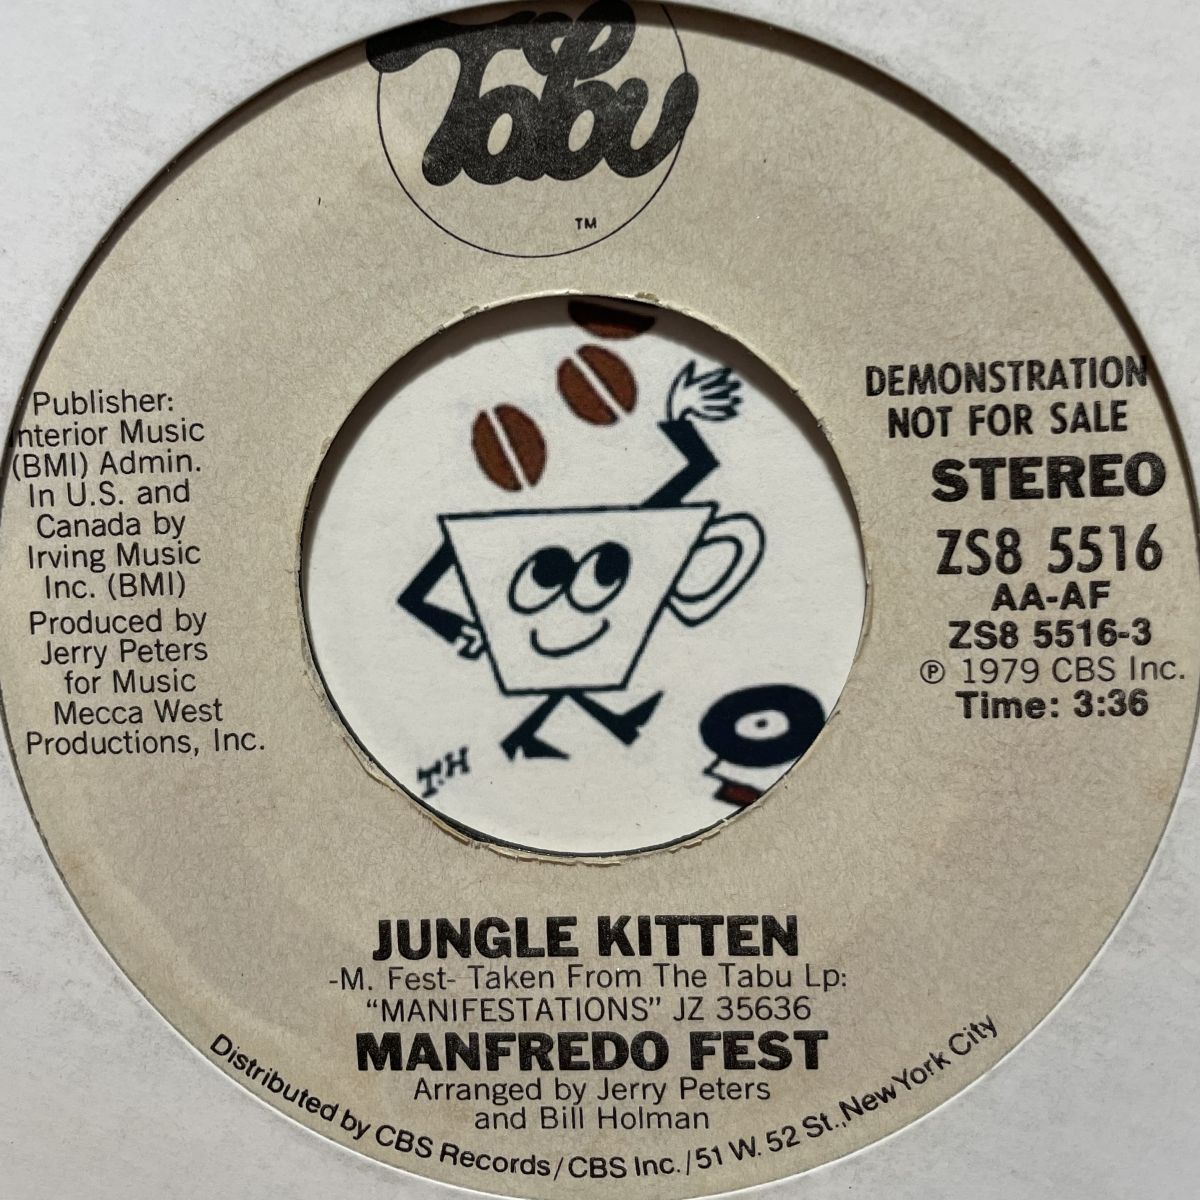 Tabu
TM
Publisher:
Interior Music
(BMI) Admin.
In U.S. and
Canada by
Irving Music
Inc. (BMI)
Produced by
Jerry Peters
for Music
Mecca West
Productions, Inc.
DEMONSTRATION
NOT FOR SALE
STEREO
ZS8 5516
AA-AF
ZS8 5516-3
℗ 1979 CBS Inc.
Time: 3:36
T.H
JUNGLE KITTEN
-M. Fest- Taken From The Tabu Lp:
"MANIFESTATIONS" JZ 35636
MANFREDO FEST
Arranged by Jerry Peters
and Bill Holman
Distributed by CBS Records/CBS Inc./51 W. 52 St., New York City